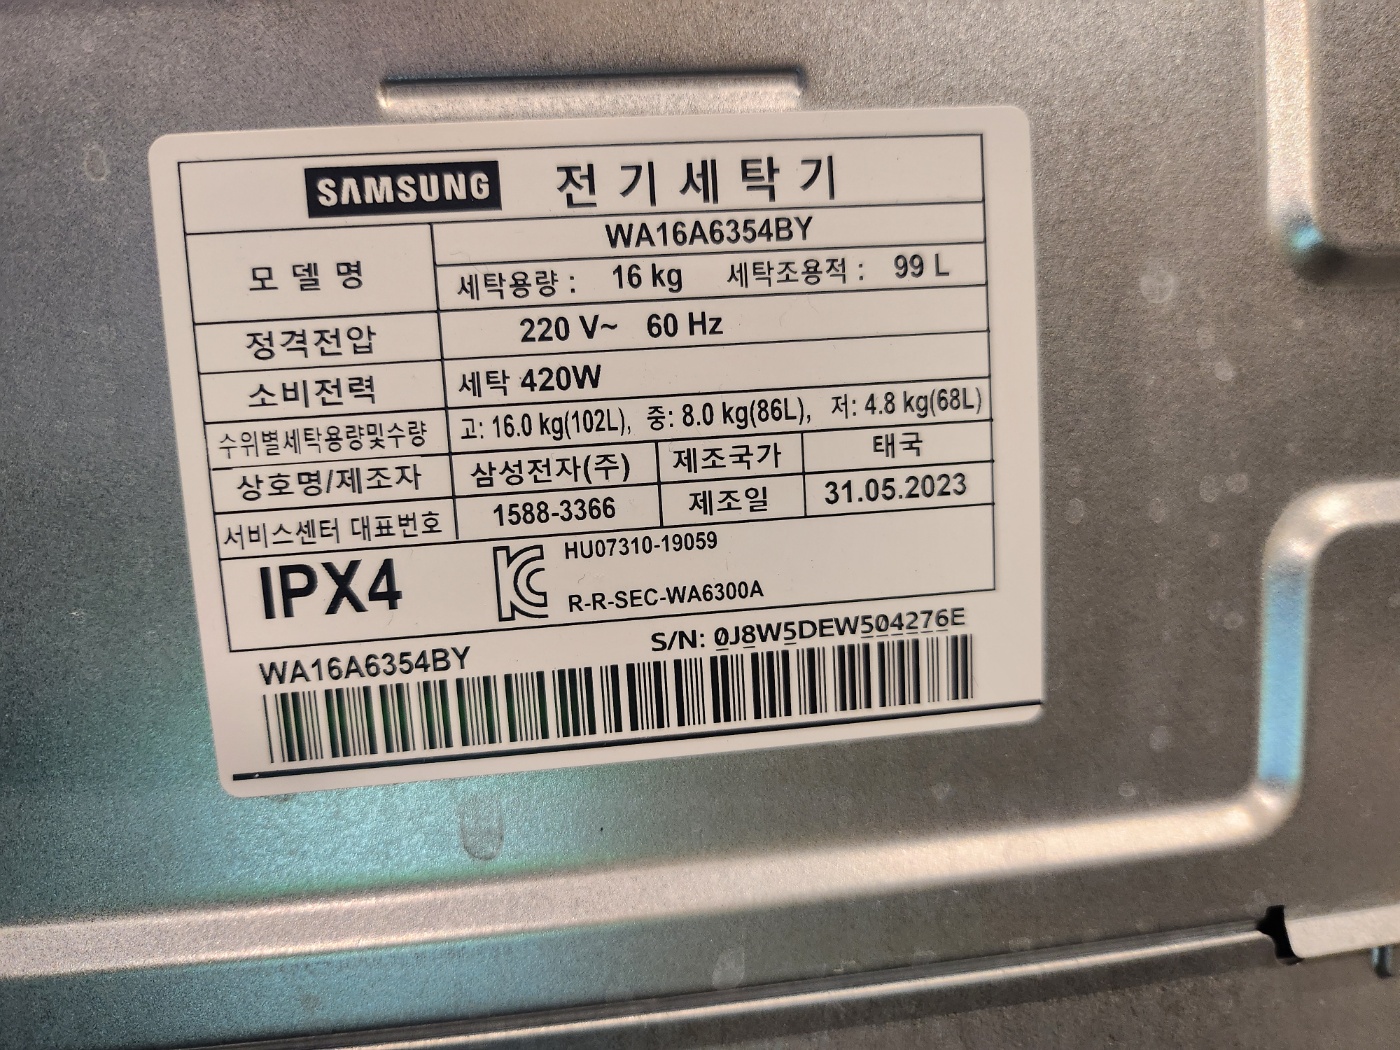 SAMSUNG 전기세탁기
모델명 WA16A6354BY
세탁용량 : 16 kg 세탁조용적 : 99 L
정격전압 220 V~ 60 Hz
소비전력 세탁 420W
수위별세탁용량및수량 고: 16.0 kg(102L), 중: 8.0 kg(86L), 저: 4.8 kg(68L)
상호명/제조자 삼성전자(주) 제조국가 태국
서비스센터 대표번호 1588-3366 제조일 31.05.2023
IPX4 HU07310-19059
R-R-SEC-WA6300A
WA16A6354BY S/N: 0J8W5DEW504276E